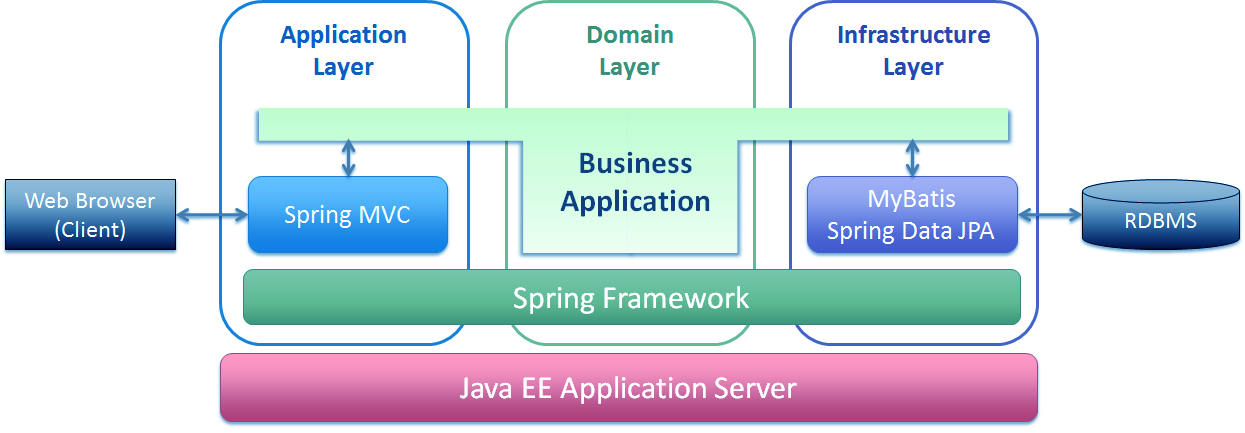 Application
Layer
Domain
Layer
Infrastructure
Layer
Business
Application
Web Browser
(Client)
Spring MVC
MyBatis
Spring Data JPA
RDBMS
Spring Framework
Java EE Application Server